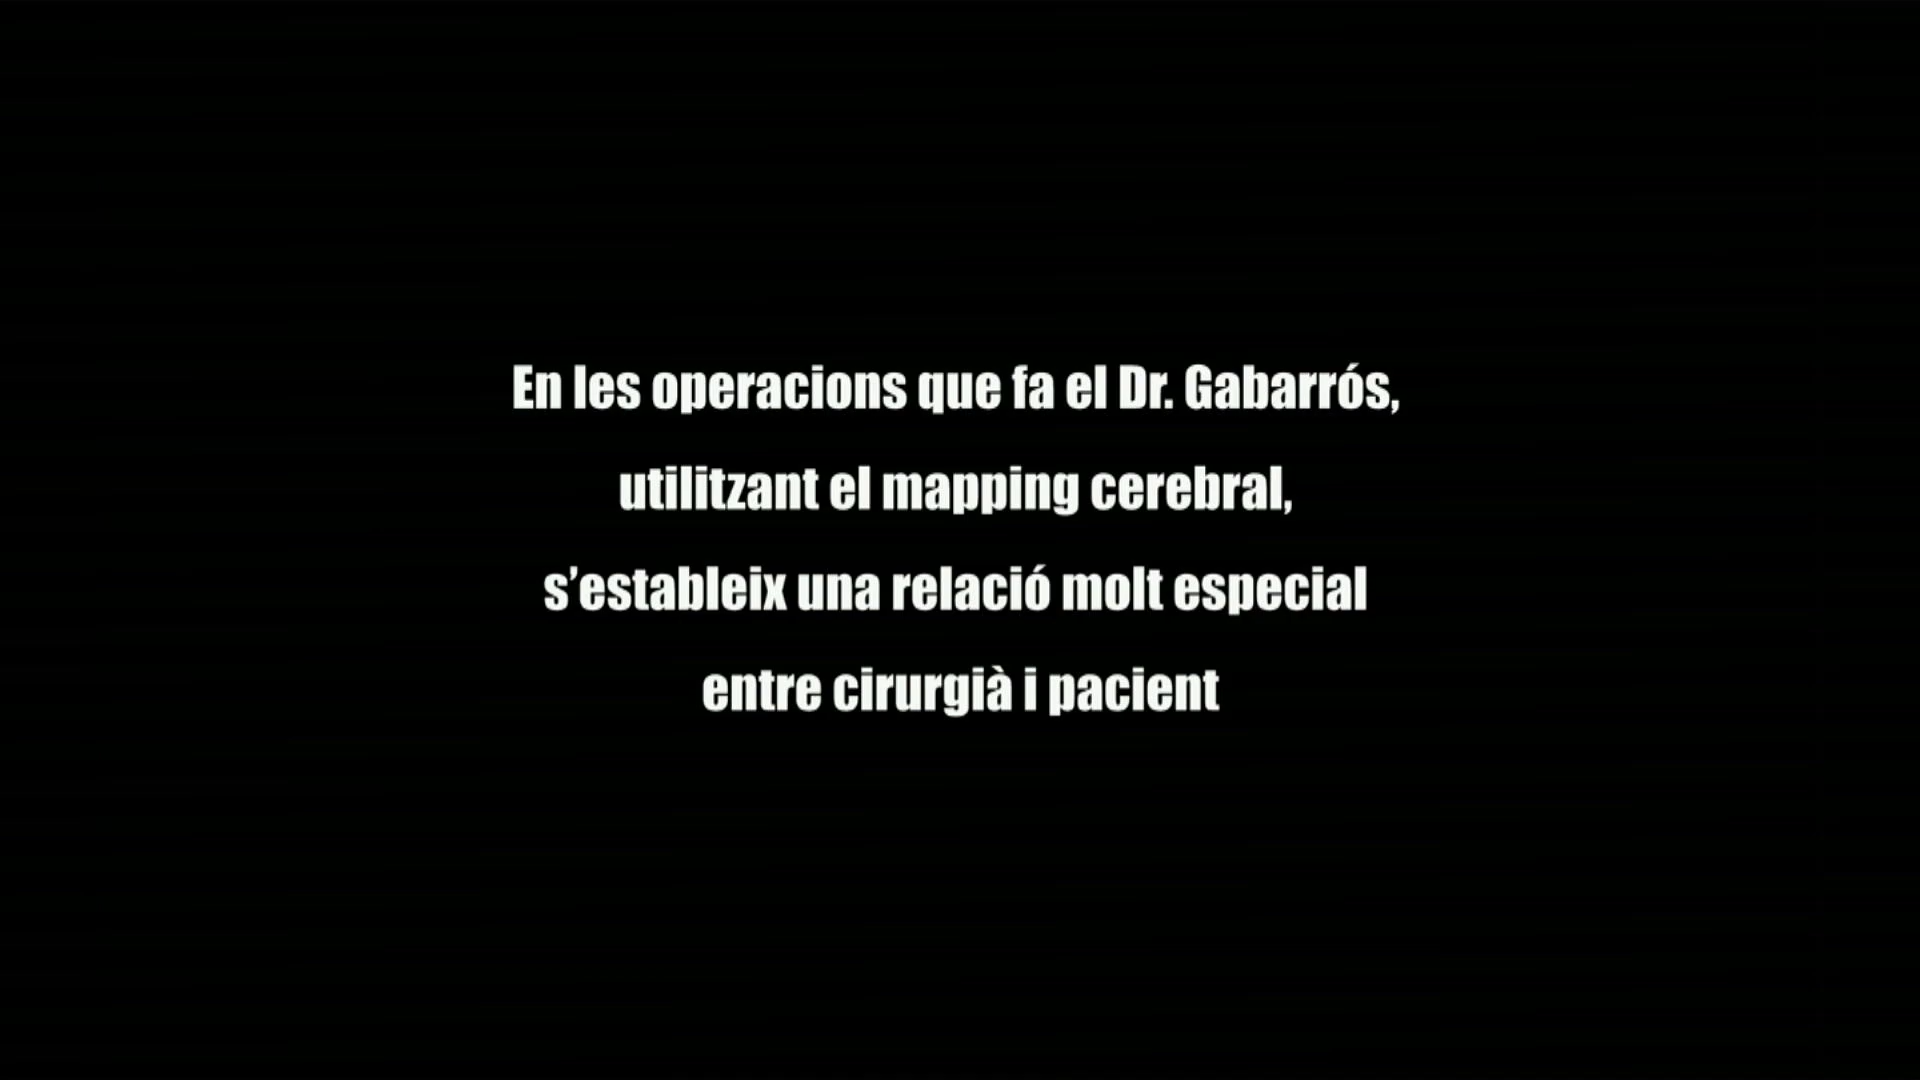 En les operacions que fa el Dr. Gabarrós,
utilitzant el mapping cerebral,
s’estableix una relació molt especial
entre cirurgià i pacient